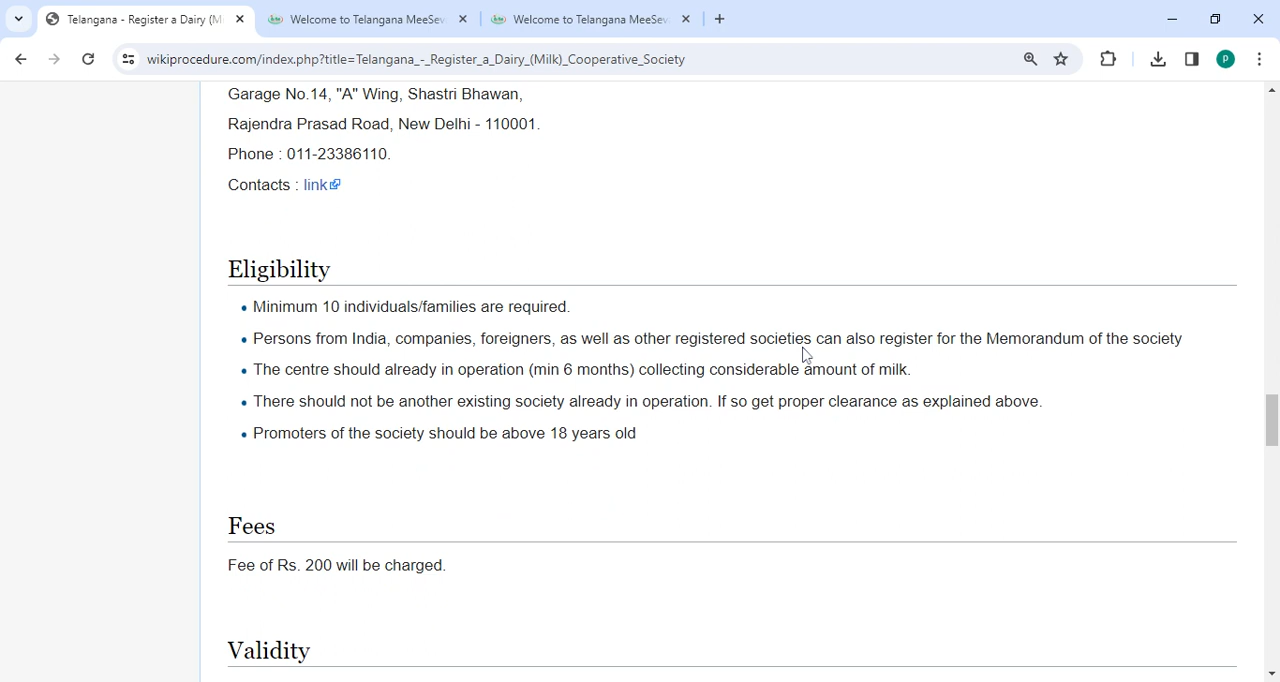 Telangana - Register a Dairy (M
Welcome to Telangana MeeSev
Welcome to Telangana MeeSev
wikiprocedure.com/index.php?title=Telangana_-_Register_a_Dairy_(Milk)_Cooperative_Society
P
Garage No.14, "A" Wing, Shastri Bhawan,
Rajendra Prasad Road, New Delhi - 110001.
Phone : 011-23386110.
Contacts : link
Eligibility
Minimum 10 individuals/families are required.
Persons from India, companies, foreigners, as well as other registered societies can also register for the Memorandum of the society
The centre should already in operation (min 6 months) collecting considerable amount of milk.
There should not be another existing society already in operation. If so get proper clearance as explained above.
Promoters of the society should be above 18 years old
Fees
Fee of Rs. 200 will be charged.
Validity